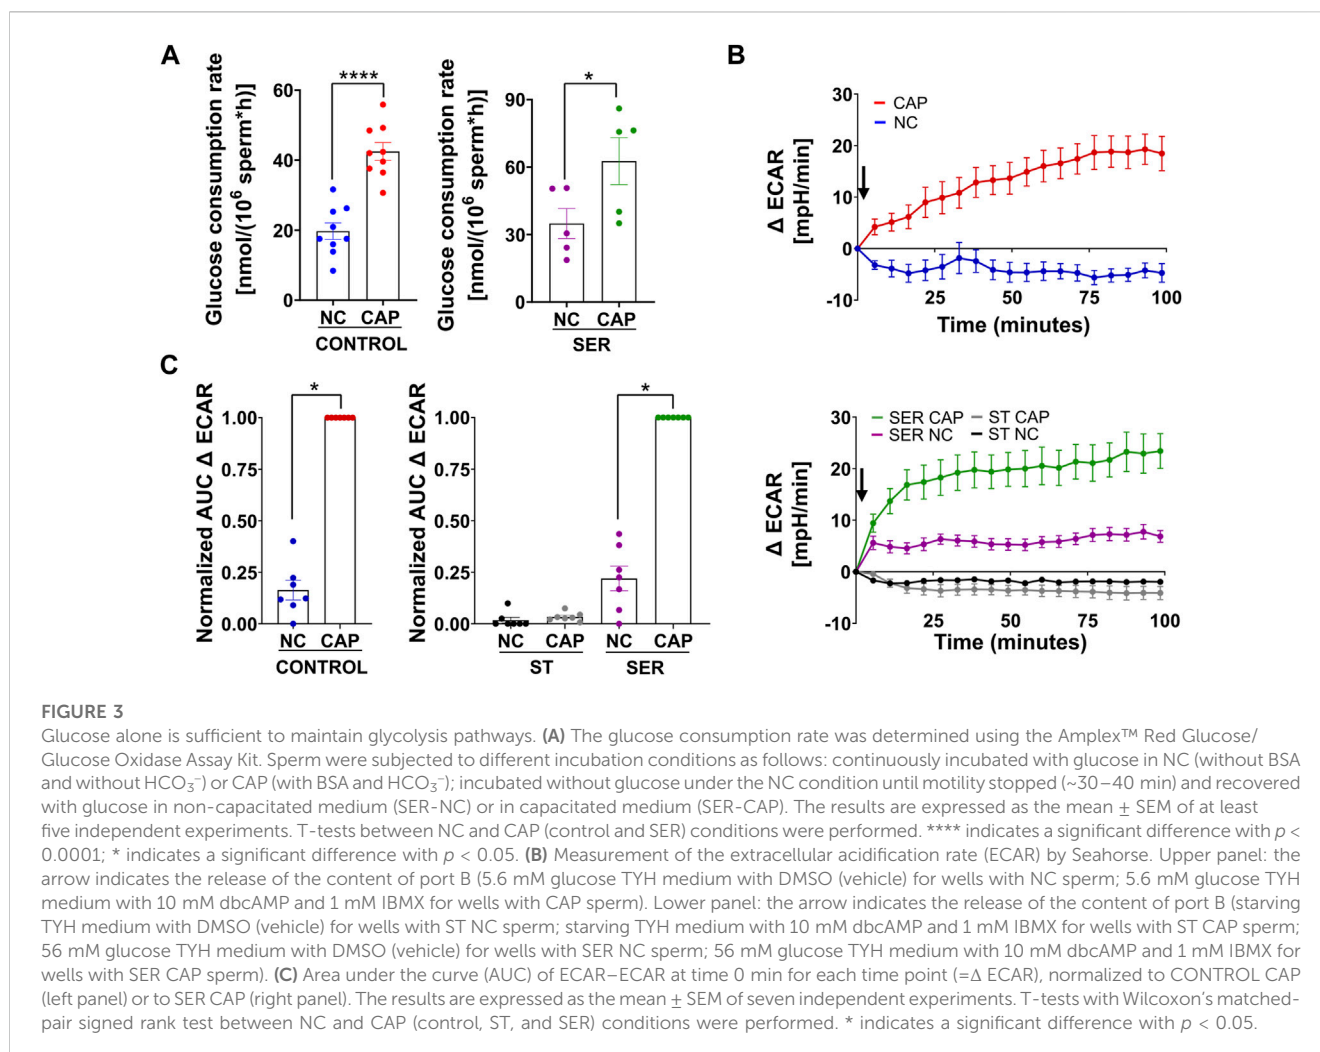 A
Glucose consumption rate
[nmol/(10⁶ sperm*h)]
60
40
20
0
****
NC CAP
CONTROL
Glucose consumption rate
[nmol/(10⁶ sperm*h)]
90
60
30
0
*
NC CAP
SER
B
Δ ECAR
[mpH/min]
30
20
10
0
-10
CAP
NC
25 50 75 100
Time (minutes)
C
Normalized AUC Δ ECAR
1.00
0.75
0.50
0.25
0.00
*
NC CAP
CONTROL
Normalized AUC Δ ECAR
1.00
0.75
0.50
0.25
0.00
*
NC CAP NC CAP
ST SER
Δ ECAR
[mpH/min]
30
20
10
0
-10
SER CAP ST CAP
SER NC ST NC
25 50 75 100
Time (minutes)
FIGURE 3
Glucose alone is sufficient to maintain glycolysis pathways. (A) The glucose consumption rate was determined using the Amplex™ Red Glucose/
Glucose Oxidase Assay Kit. Sperm were subjected to different incubation conditions as follows: continuously incubated with glucose in NC (without BSA
and without HCO₃⁻) or CAP (with BSA and HCO₃⁻); incubated without glucose under the NC condition until motility stopped (~30–40 min) and recovered
with glucose in non-capacitated medium (SER-NC) or in capacitated medium (SER-CAP). The results are expressed as the mean ± SEM of at least
five independent experiments. T-tests between NC and CAP (control and SER) conditions were performed. **** indicates a significant difference with p <
0.0001; * indicates a significant difference with p < 0.05. (B) Measurement of the extracellular acidification rate (ECAR) by Seahorse. Upper panel: the
arrow indicates the release of the content of port B (5.6 mM glucose TYH medium with DMSO (vehicle) for wells with NC sperm; 5.6 mM glucose TYH
medium with 10 mM dbcAMP and 1 mM IBMX for wells with CAP sperm). Lower panel: the arrow indicates the release of the content of port B (starving
TYH medium with DMSO (vehicle) for wells with ST NC sperm; starving TYH medium with 10 mM dbcAMP and 1 mM IBMX for wells with ST CAP sperm;
56 mM glucose TYH medium with DMSO (vehicle) for wells with SER NC sperm; 56 mM glucose TYH medium with 10 mM dbcAMP and 1 mM IBMX for
wells with SER CAP sperm). (C) Area under the curve (AUC) of ECAR–ECAR at time 0 min for each time point (=Δ ECAR), normalized to CONTROL CAP
(left panel) or to SER CAP (right panel). The results are expressed as the mean ± SEM of seven independent experiments. T-tests with Wilcoxon's matched-
pair signed rank test between NC and CAP (control, ST, and SER) conditions were performed. * indicates a significant difference with p < 0.05.